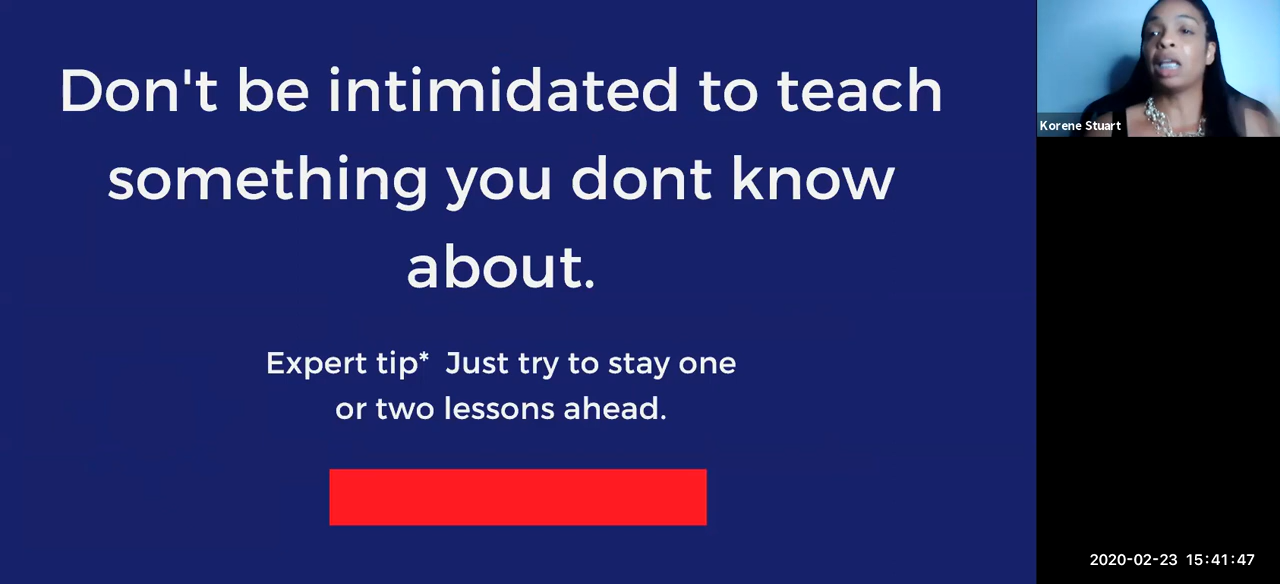 Don't be intimidated to teach
something you dont know
about.
Expert tip*  Just try to stay one
or two lessons ahead.
Korene Stuart
2020-02-23  15:41:47